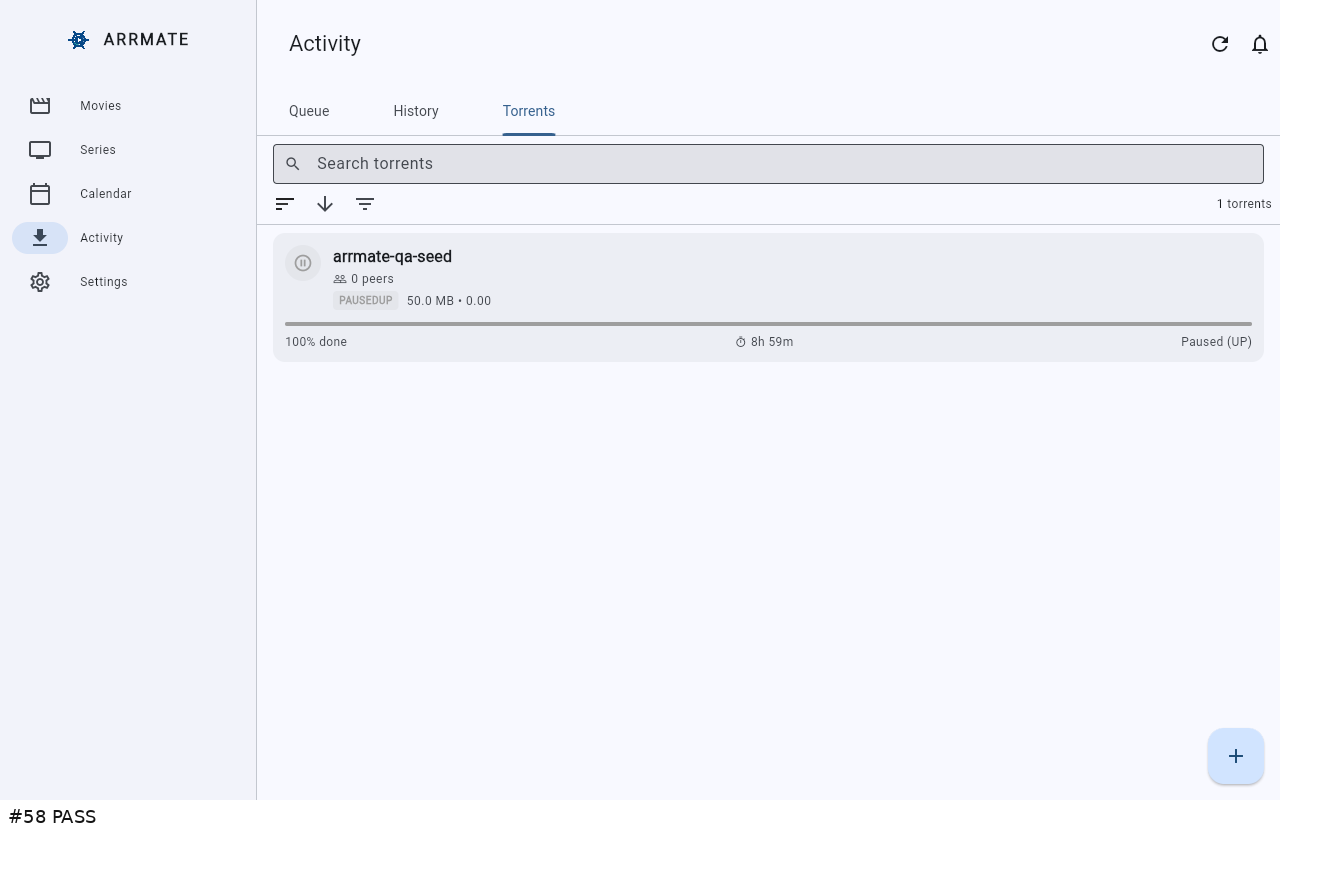 ARRMATE
Movies
Series
Calendar
Activity
Settings
Activity
Queue
History
Torrents
Search torrents
1 torrents
arrmate-qa-seed
0 peers
PAUSEDUP 50.0 MB • 0.00
100% done
8h 59m
Paused (UP)
#58 PASS